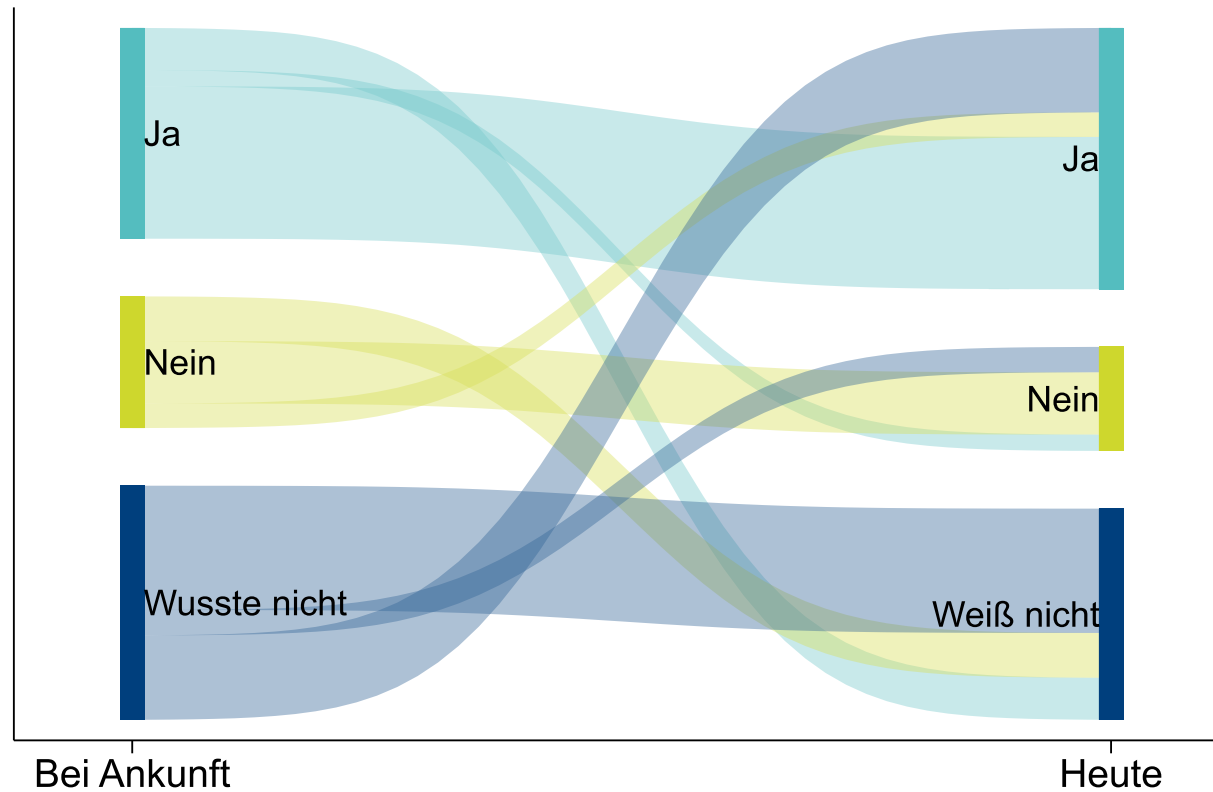 Ja
Ja
Nein
Nein
Wusste nicht
Weiß nicht
Bei Ankunft
Heute